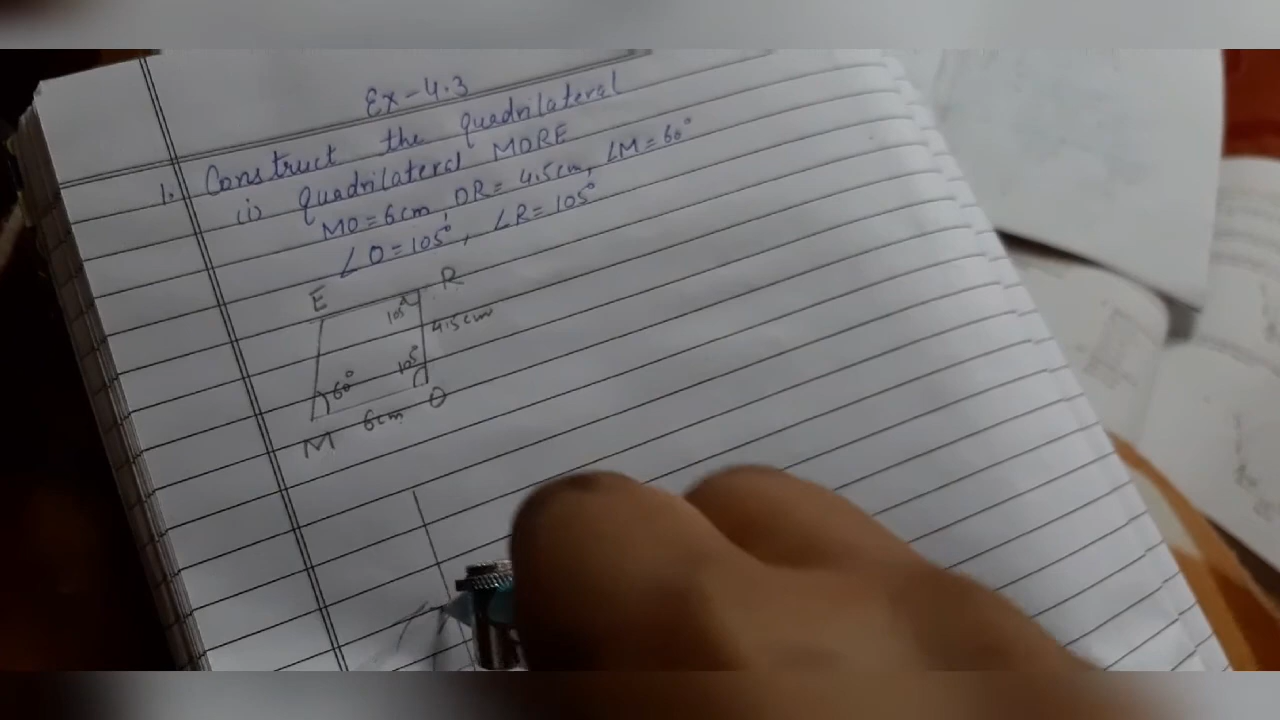 Ex-4.3
1. Construct the quadrilateral
(i) quadrilateral MORE
MO=6cm, OR=4.5cm, ∠M=60°
∠O=105°, ∠R=105°
E R
105°
4.5cm
60° 105°
M 6cm O